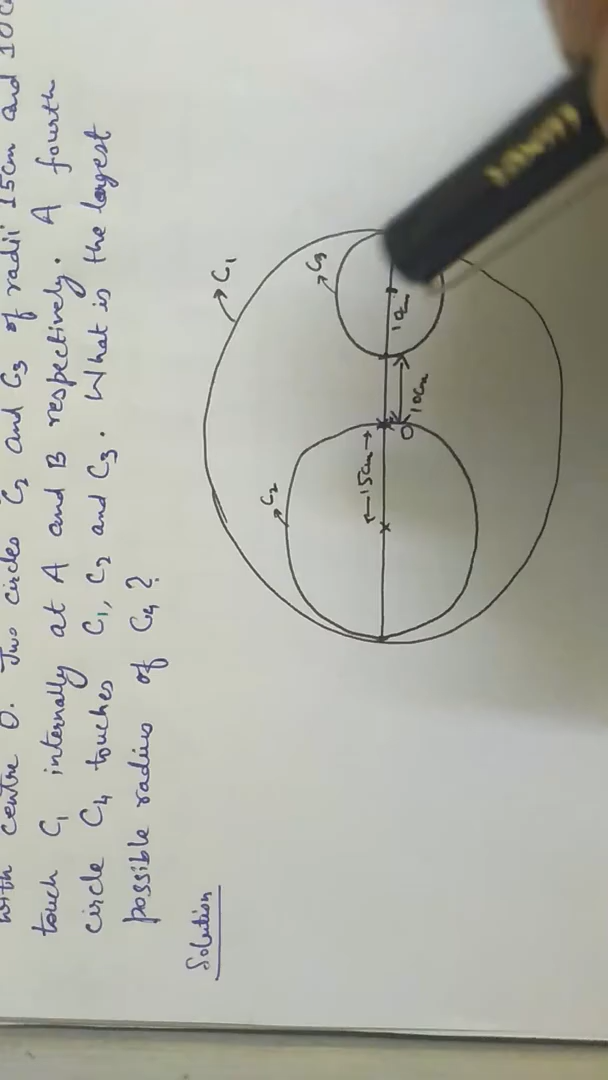 with centre O. Two circles C2 and C3 of radii 15cm and 10c
touch C1 internally at A and B respectively. A fourth
circle C4 touches C1, C2 and C3. What is the largest
possible radius of C4?
Solution
C1
C3
C2
15cm
O
10cm